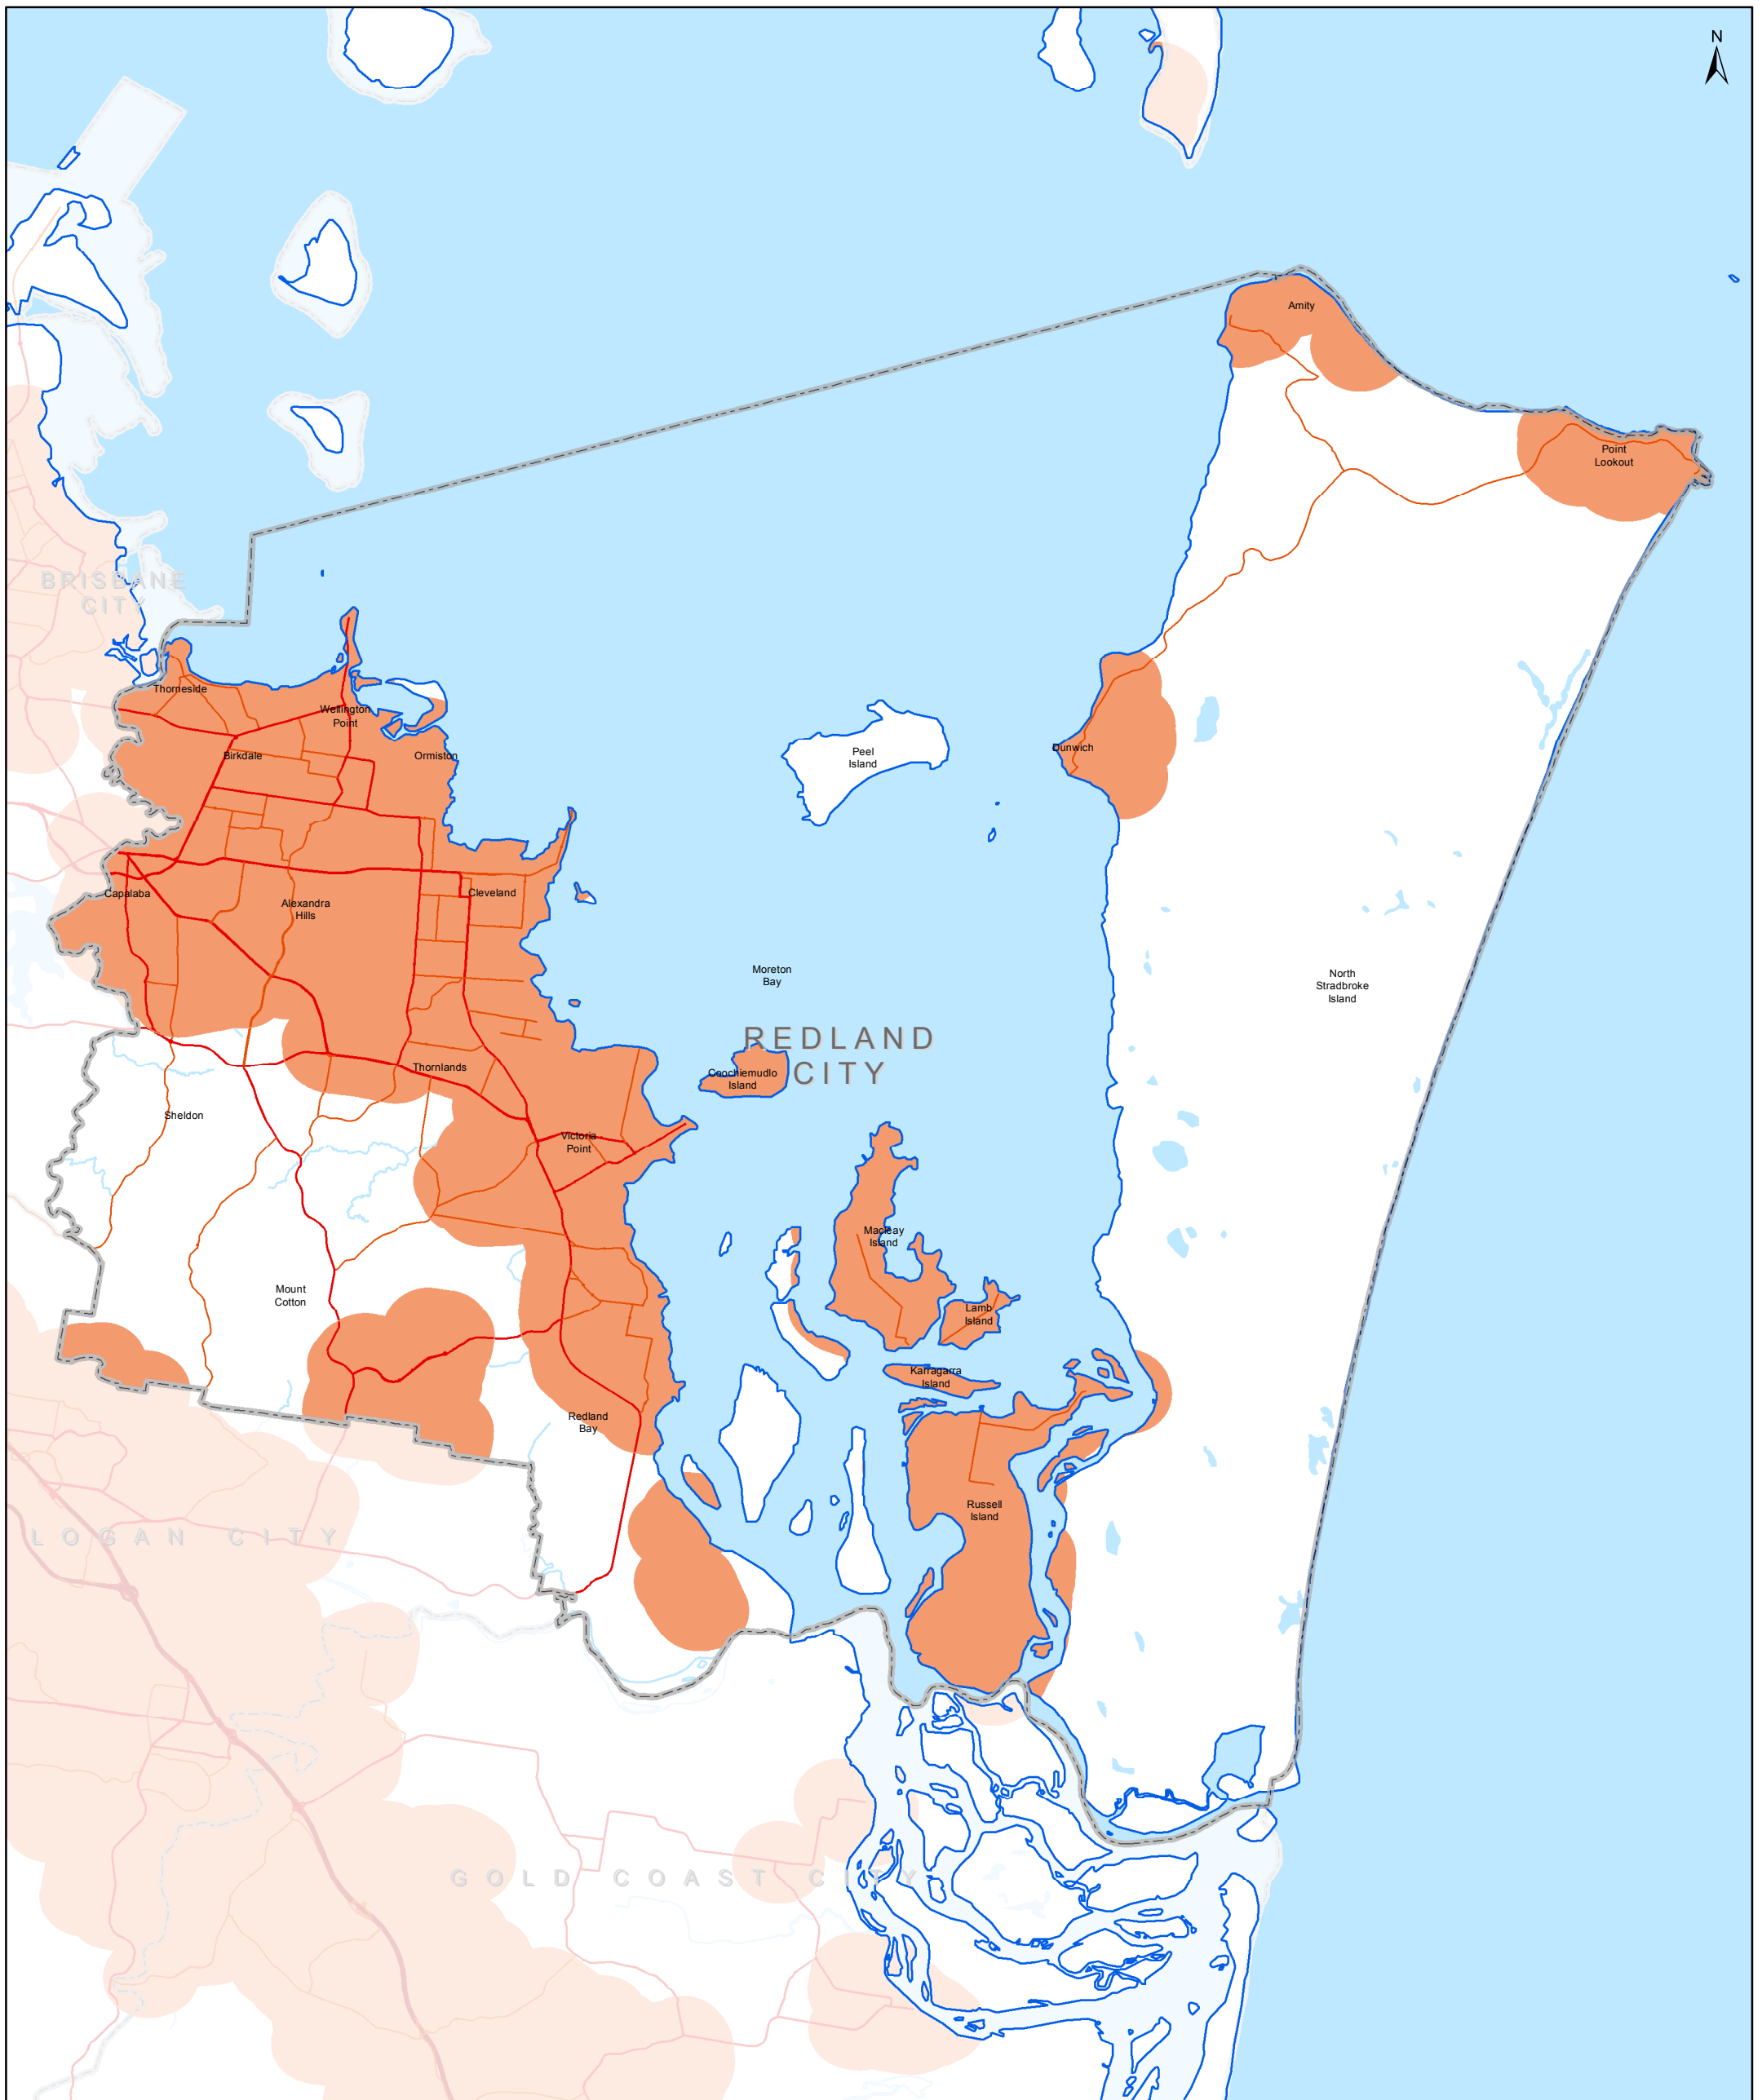 N
Amity
Point
Lookout
BRISBANE
CITY
Thorneside
Wellington
Point
Birkdale
Ormiston
Peel
Island
Dunwich
Capalaba
Alexandra
Hills
Cleveland
Moreton
Bay
North
Stradbroke
Island
REDLAND
CITY
Thornlands
Coochiemudlo
Island
Sheldon
Victoria
Point
Macleay
Island
Mount
Cotton
Lamb
Island
Karragarra
Island
Redland
Bay
Russell
Island
LOGAN CITY
GOLD COAST CITY